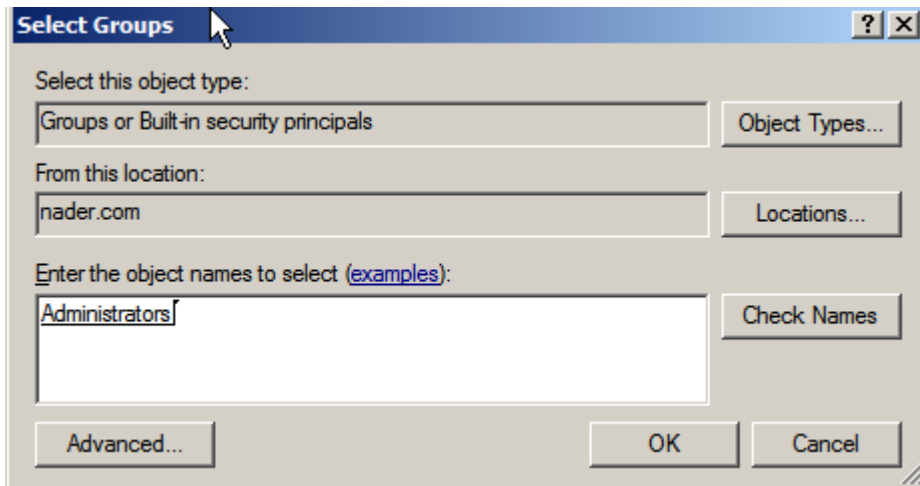 Select Groups
Select this object type:
Groups or Built-in security principals
Object Types...
From this location:
nader.com
Locations...
Enter the object names to select (examples):
Administrators
Check Names
Advanced...
OK
Cancel